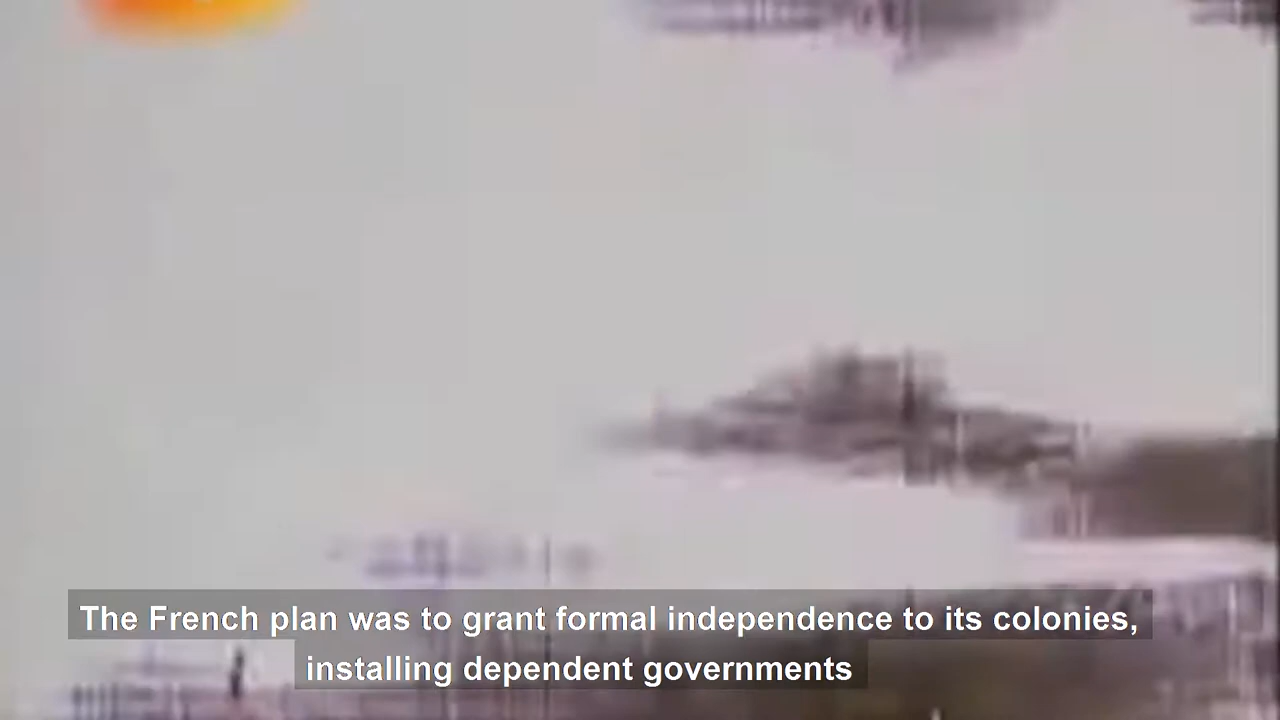 The French plan was to grant formal independence to its colonies,
installing dependent governments